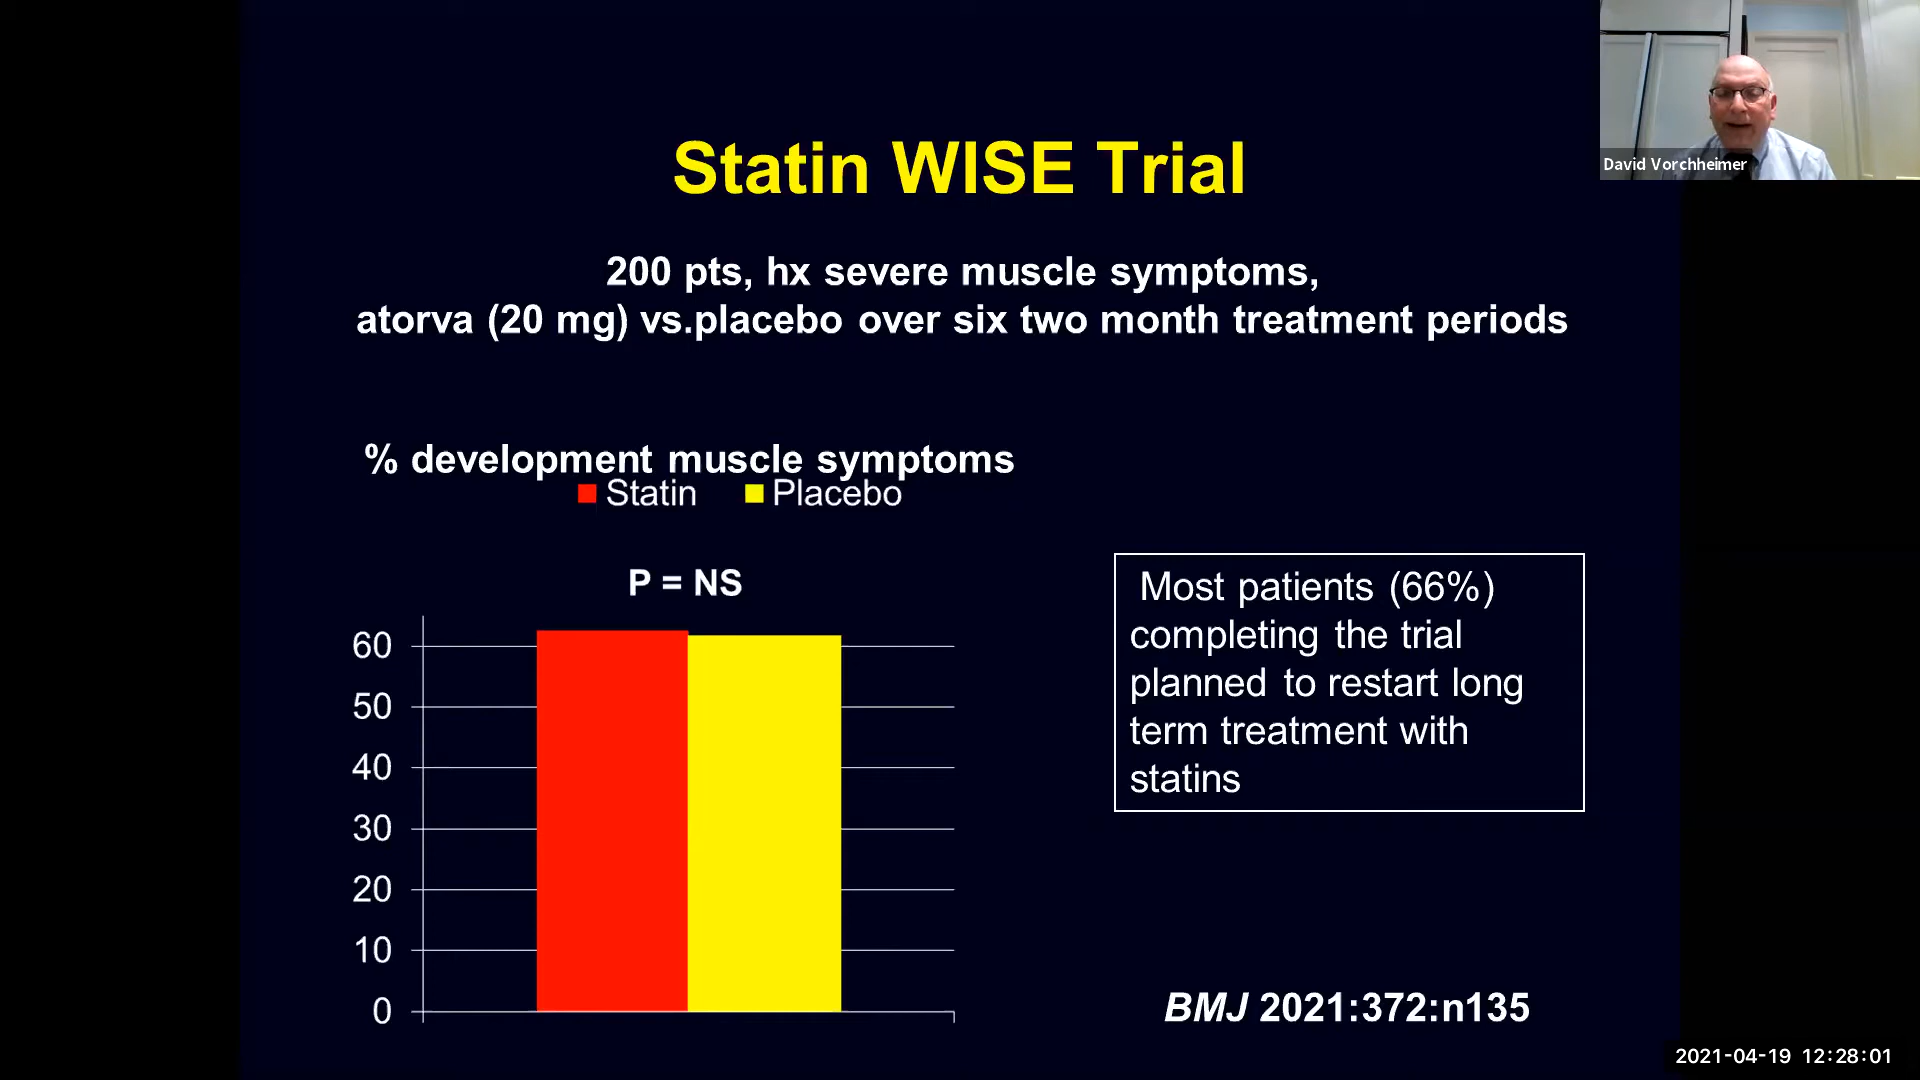 Statin WISE Trial
David Vorchheimer
200 pts, hx severe muscle symptoms,
atorva (20 mg) vs.placebo over six two month treatment periods
% development muscle symptoms
Statin Placebo
P = NS
60
50
40
30
20
10
0
Most patients (66%)
completing the trial
planned to restart long
term treatment with
statins
BMJ 2021:372:n135
2021-04-19 12:28:01